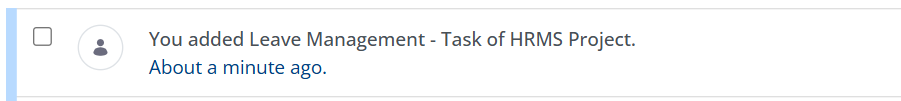 You added Leave Management - Task of HRMS Project.
About a minute ago.